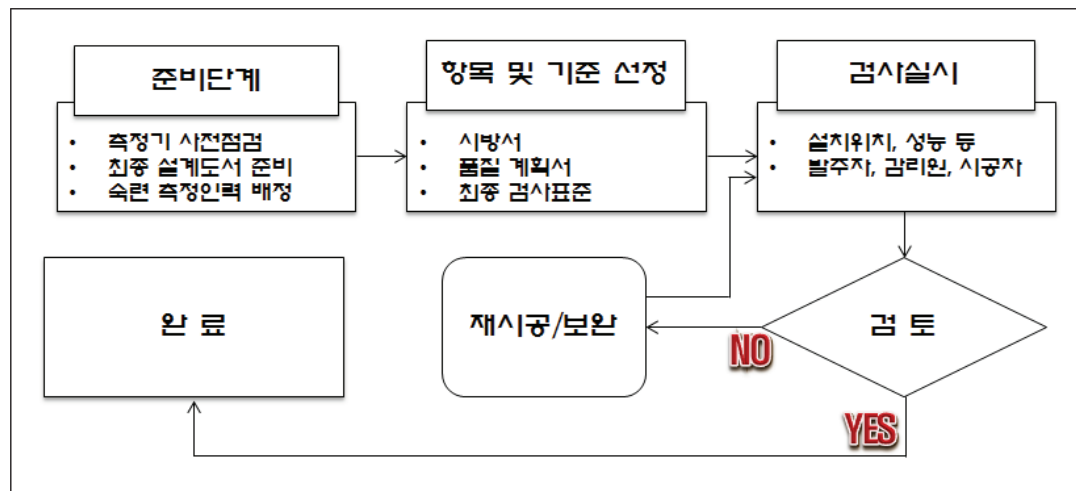 준비단계
• 측정기 사전점검
• 최종 설계도서 준비
• 숙련 측정인력 배정
항목 및 기준 선정
• 시방서
• 품질 계획서
• 최종 검사표준
검사실시
• 설치위치, 성능 등
• 발주자, 감리원, 시공자
완 료
재시공/보완
검 토
NO
YES